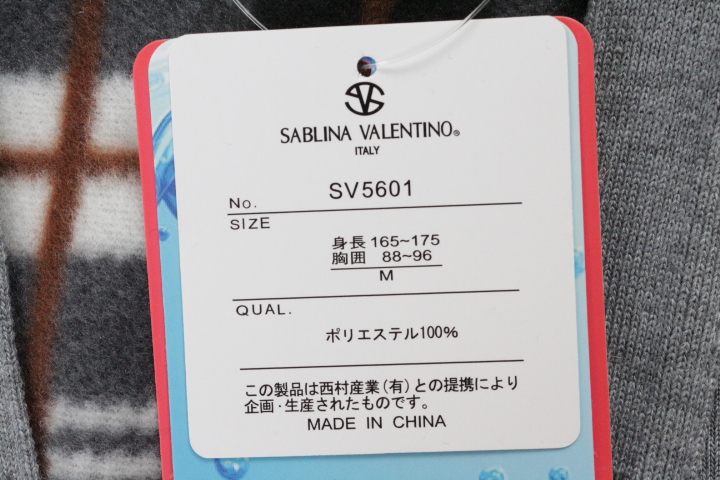 SABLINA VALENTINO®
ITALY
No. SV5601
SIZE
身長 165~175
胸囲 88~96
M
QUAL.
ポリエステル100%
この製品は西村産業(有)との提携により
企画·生産されたものです。
MADE IN CHINA